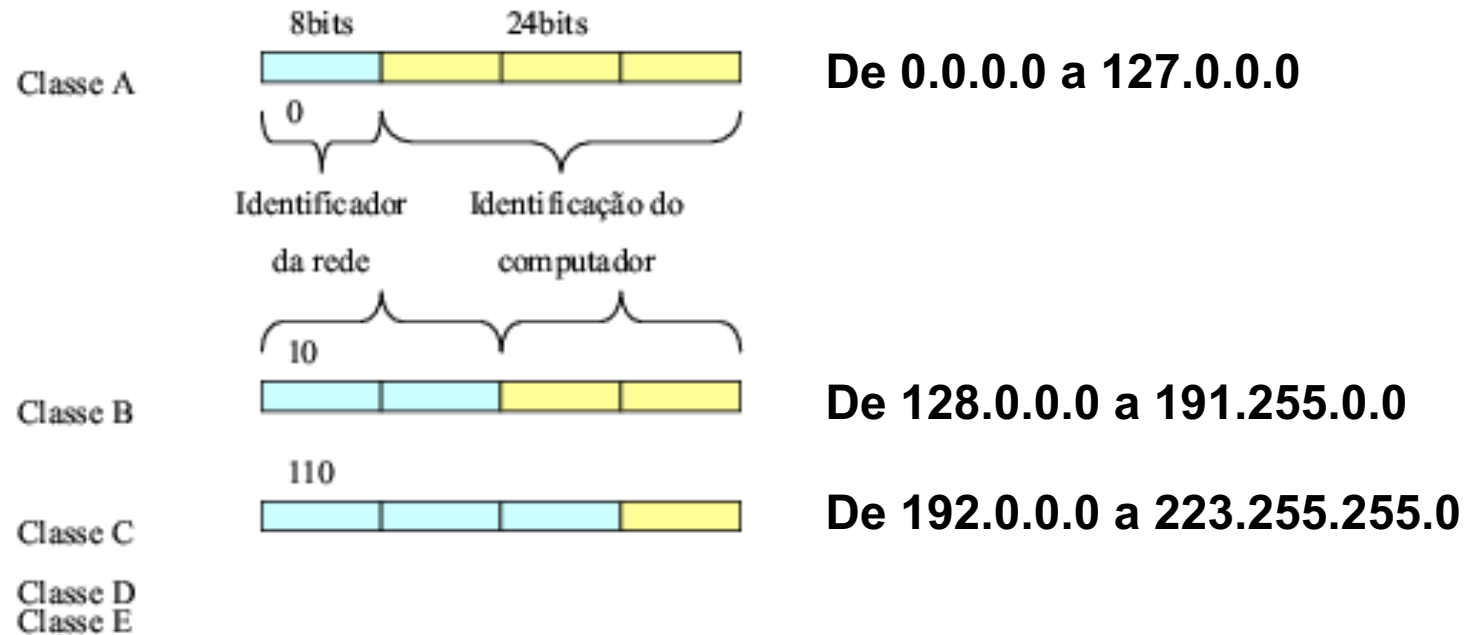 8bits 24bits
Classe A
De 0.0.0.0 a 127.0.0.0
0
Identificador Identificação do
da rede computador
10
Classe B
De 128.0.0.0 a 191.255.0.0
110
Classe C
De 192.0.0.0 a 223.255.255.0
Classe D
Classe E